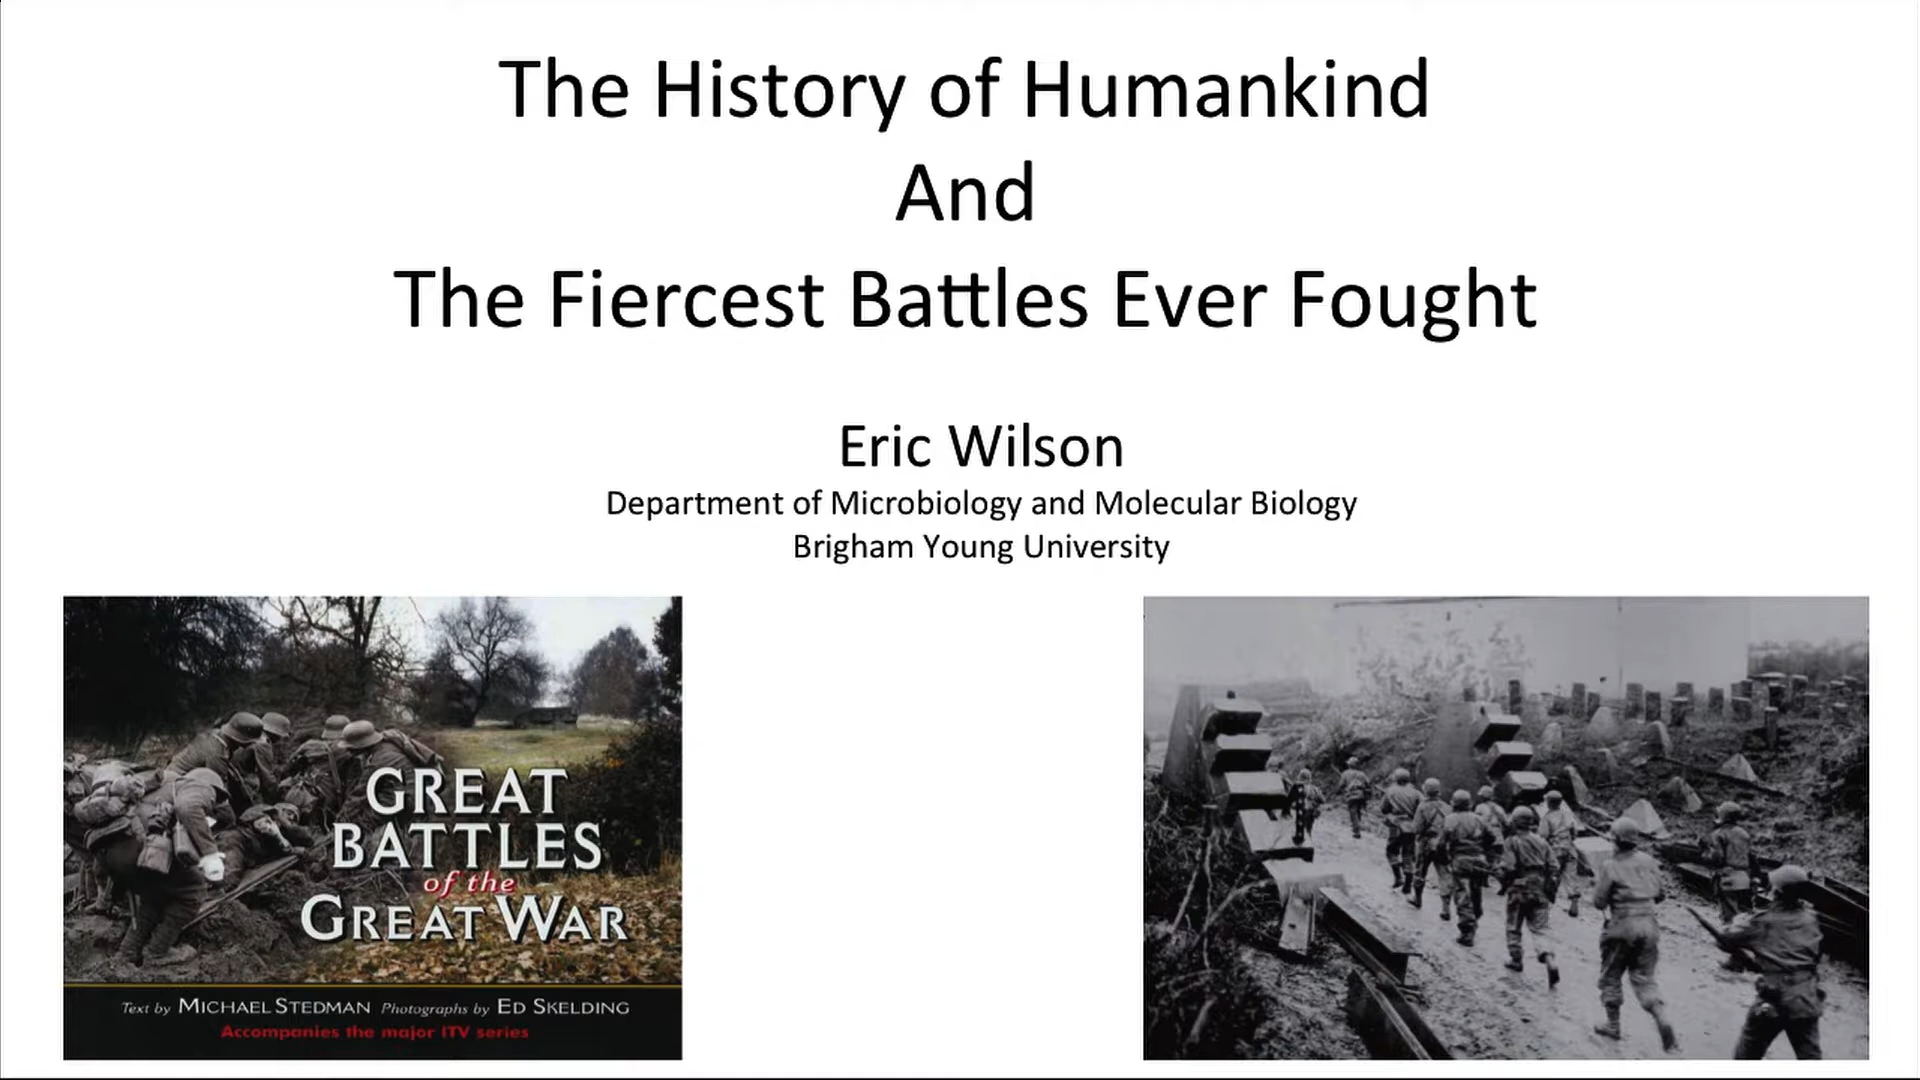 The History of Humankind
And
The Fiercest Battles Ever Fought
Eric Wilson
Department of Microbiology and Molecular Biology
Brigham Young University
GREAT
BATTLES
of the
GREAT WAR
Text by MICHAEL STEDMAN Photographs by ED SKELDING
Accompanies the major ITV series